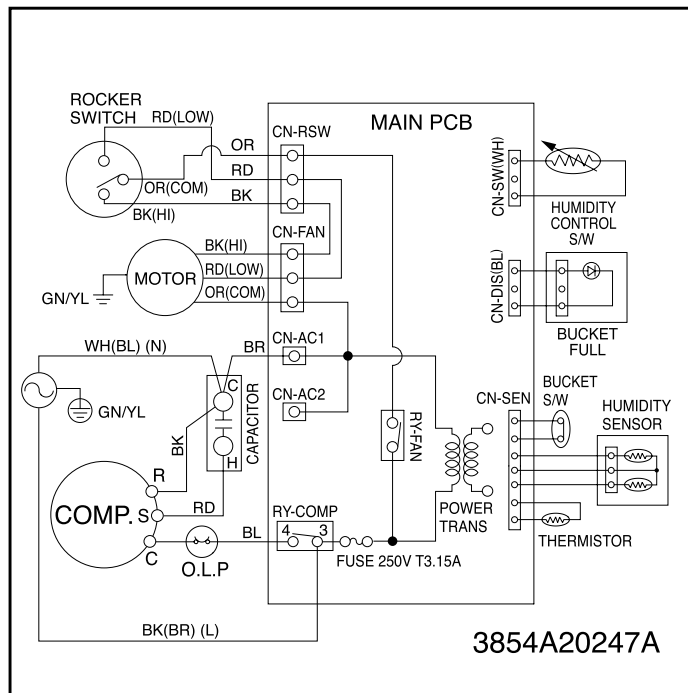 ROCKER
SWITCH
RD(LOW)
OR(COM)
BK(HI)
OR
RD
BK
CN-RSW
MAIN PCB
CN-SW(WH)
HUMIDITY
CONTROL
S/W
MOTOR
GN/YL
BK(HI)
RD(LOW)
OR(COM)
CN-FAN
CN-DIS(BL)
BUCKET
FULL
WH(BL) (N)
BR
CN-AC1
CN-AC2
GN/YL
C
H
CAPACITOR
BK
RD
RY-FAN
POWER
TRANS
CN-SEN
BUCKET
S/W
HUMIDITY
SENSOR
THERMISTOR
COMP.
R
S
C
O.L.P
BL
RY-COMP
4 3
FUSE 250V T3.15A
BK(BR) (L)
3854A20247A